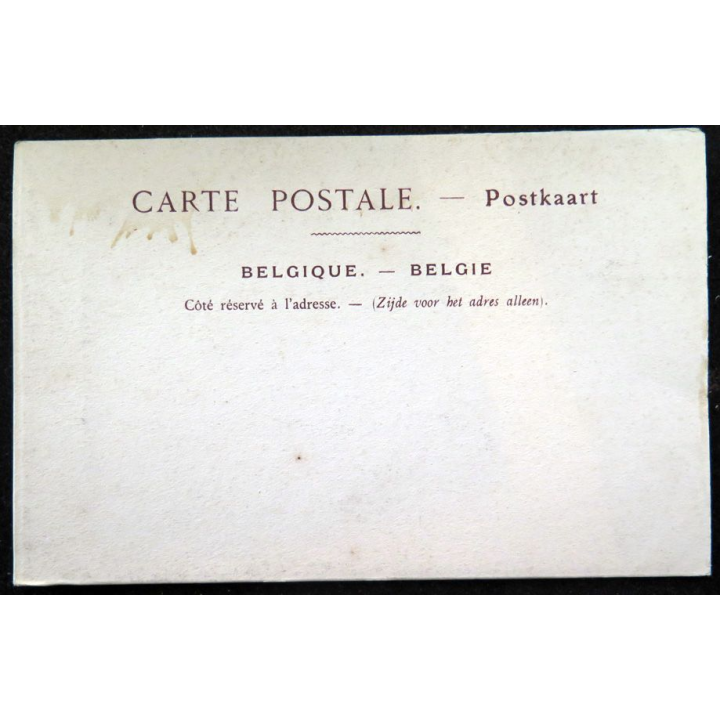 CARTE POSTALE. — Postkaart
BELGIQUE. — BELGIE
Côté réservé à l'adresse. — (Zijde voor het adres alleen).